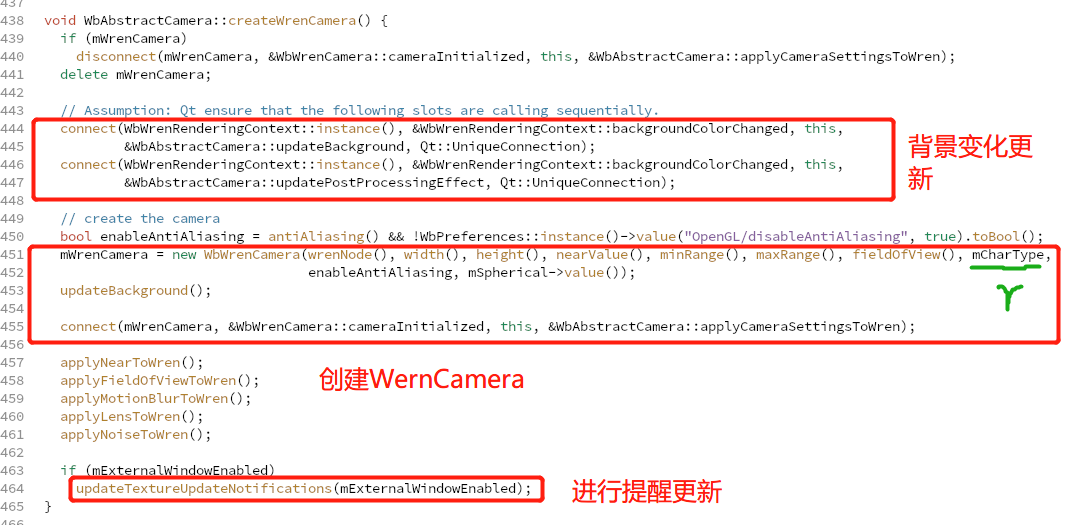 437
438 void WbAbstractCamera::createWrenCamera() {
439 if (mWrenCamera)
440 disconnect(mWrenCamera, &WbWrenCamera::cameraInitialized, this, &WbAbstractCamera::applyCameraSettingsToWren);
441 delete mWrenCamera;
442
443 // Assumption: Qt ensure that the following slots are calling sequentially.
444 connect(WbWrenRenderingContext::instance(), &WbWrenRenderingContext::backgroundColorChanged, this,
445 &WbAbstractCamera::updateBackground, Qt::UniqueConnection);
446 connect(WbWrenRenderingContext::instance(), &WbWrenRenderingContext::backgroundColorChanged, this,
447 &WbAbstractCamera::updatePostProcessingEffect, Qt::UniqueConnection);
背景变化更
新
448
449 // create the camera
450 bool enableAntiAliasing = antiAliasing() && !WbPreferences::instance()->value("OpenGL/disableAntiAliasing", true).toBool();
451 mWrenCamera = new WbWrenCamera(wrenNode(), width(), height(), nearValue(), minRange(), maxRange(), fieldOfView(), mCharType,
452 enableAntiAliasing, mSpherical->value());
453 updateBackground();
454
r
455 connect(mWrenCamera, &WbWrenCamera::cameraInitialized, this, &WbAbstractCamera::applyCameraSettingsToWren);
456
457 applyNearToWren();
458 applyFieldOfViewToWren();
创建WernCamera
459 applyMotionBlurToWren();
460 applyLensToWren();
461 applyNoiseToWren();
462
463 if (mExternalWindowEnabled)
464 updateTextureUpdateNotifications(mExternalWindowEnabled);
进行提醒更新
465 }
466